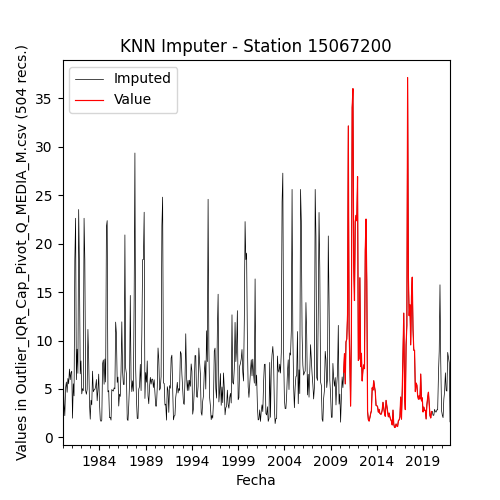 KNN Imputer - Station 15067200
Imputed
Value
Values in Outlier_IQR_Cap_Pivot_Q_MEDIA_M.csv (504 recs.)
35
30
25
20
15
10
5
0
1984 1989 1994 1999 2004 2009 2014 2019
Fecha